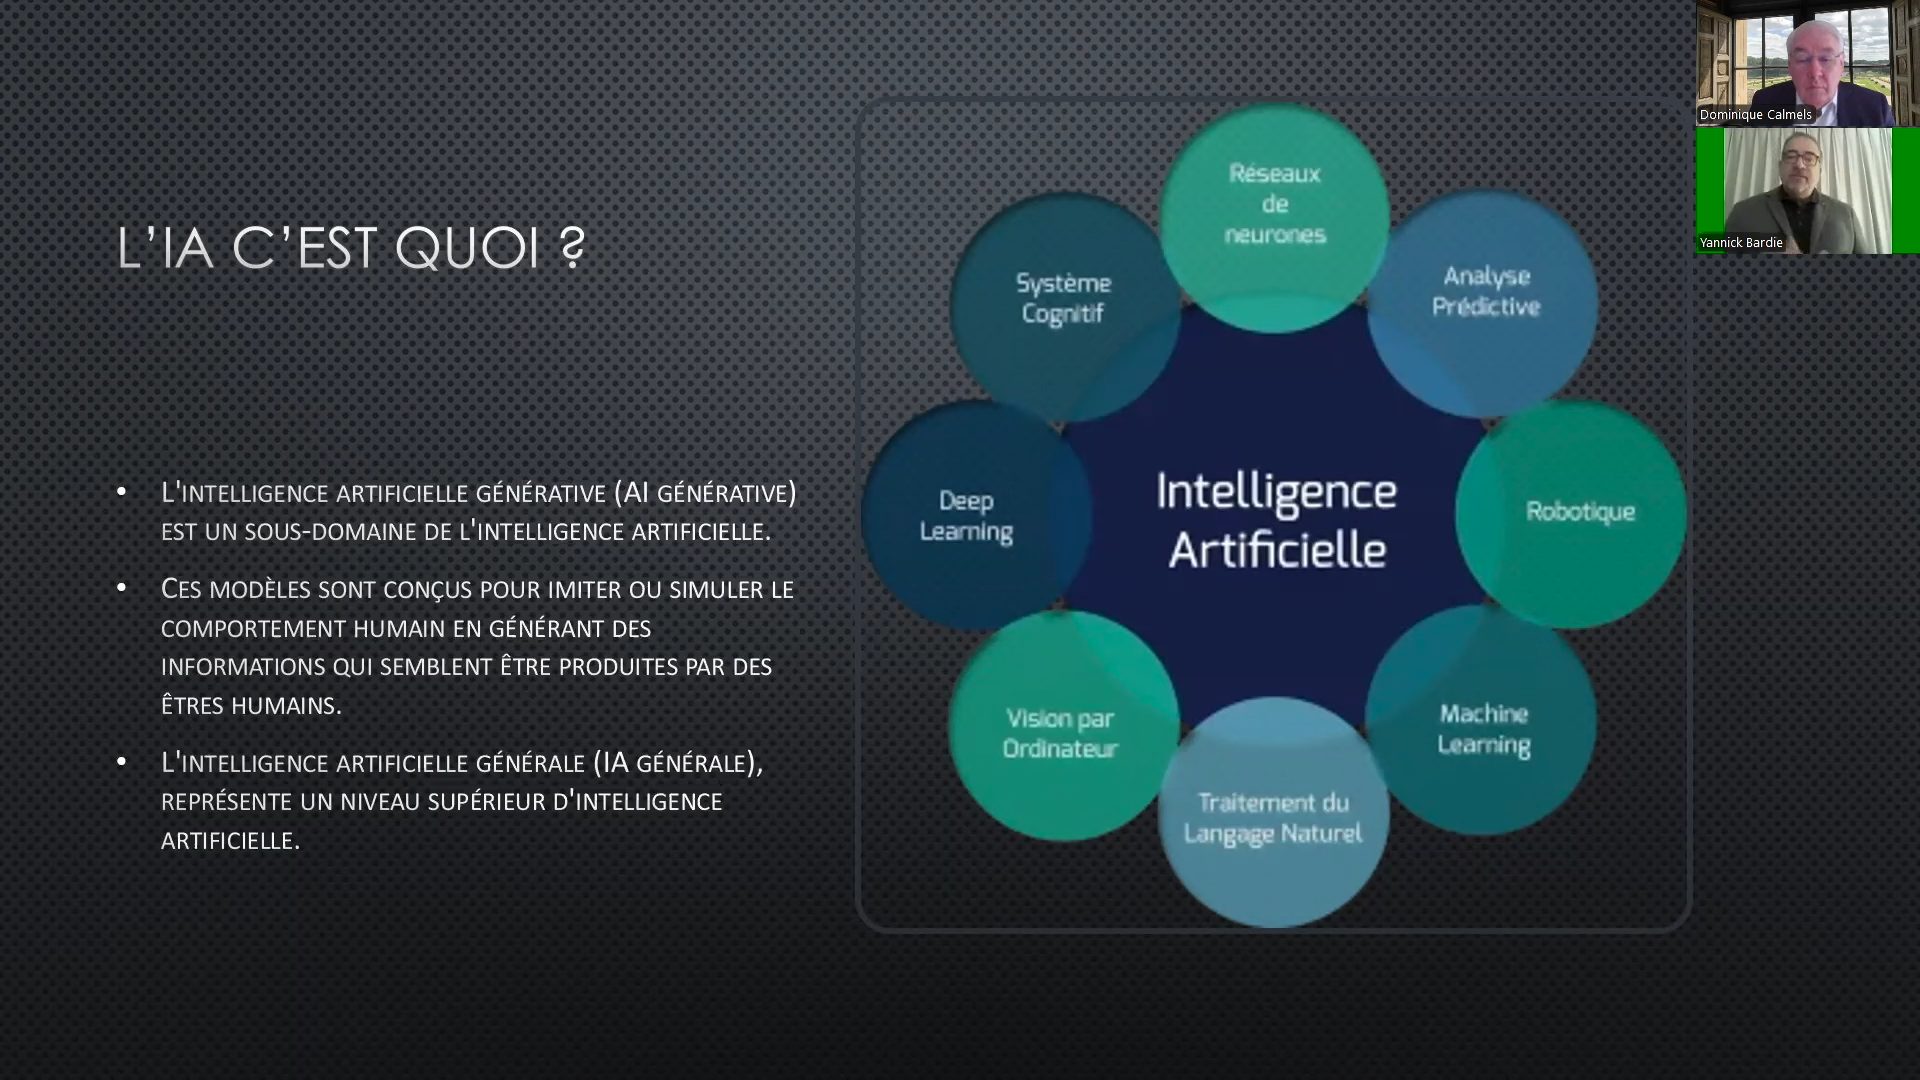 L’IA C’EST QUOI ?
• L'INTELLIGENCE ARTIFICIELLE GÉNÉRATIVE (AI GÉNÉRATIVE)
EST UN SOUS-DOMAINE DE L'INTELLIGENCE ARTIFICIELLE.
• CES MODÈLES SONT CONÇUS POUR IMITER OU SIMULER LE
COMPORTEMENT HUMAIN EN GÉNÉRANT DES
INFORMATIONS QUI SEMBLENT ÊTRE PRODUITES PAR DES
ÊTRES HUMAINS.
• L'INTELLIGENCE ARTIFICIELLE GÉNÉRALE (IA GÉNÉRALE),
REPRÉSENTE UN NIVEAU SUPÉRIEUR D'INTELLIGENCE
ARTIFICIELLE.
Réseaux
de
neurones
Système
Cognitif
Analyse
Prédictive
Deep
Learning
Intelligence
Artificielle
Robotique
Vision par
Ordinateur
Machine
Learning
Traitement du
Langage Naturel
Dominique Calmels
Yannick Bardie